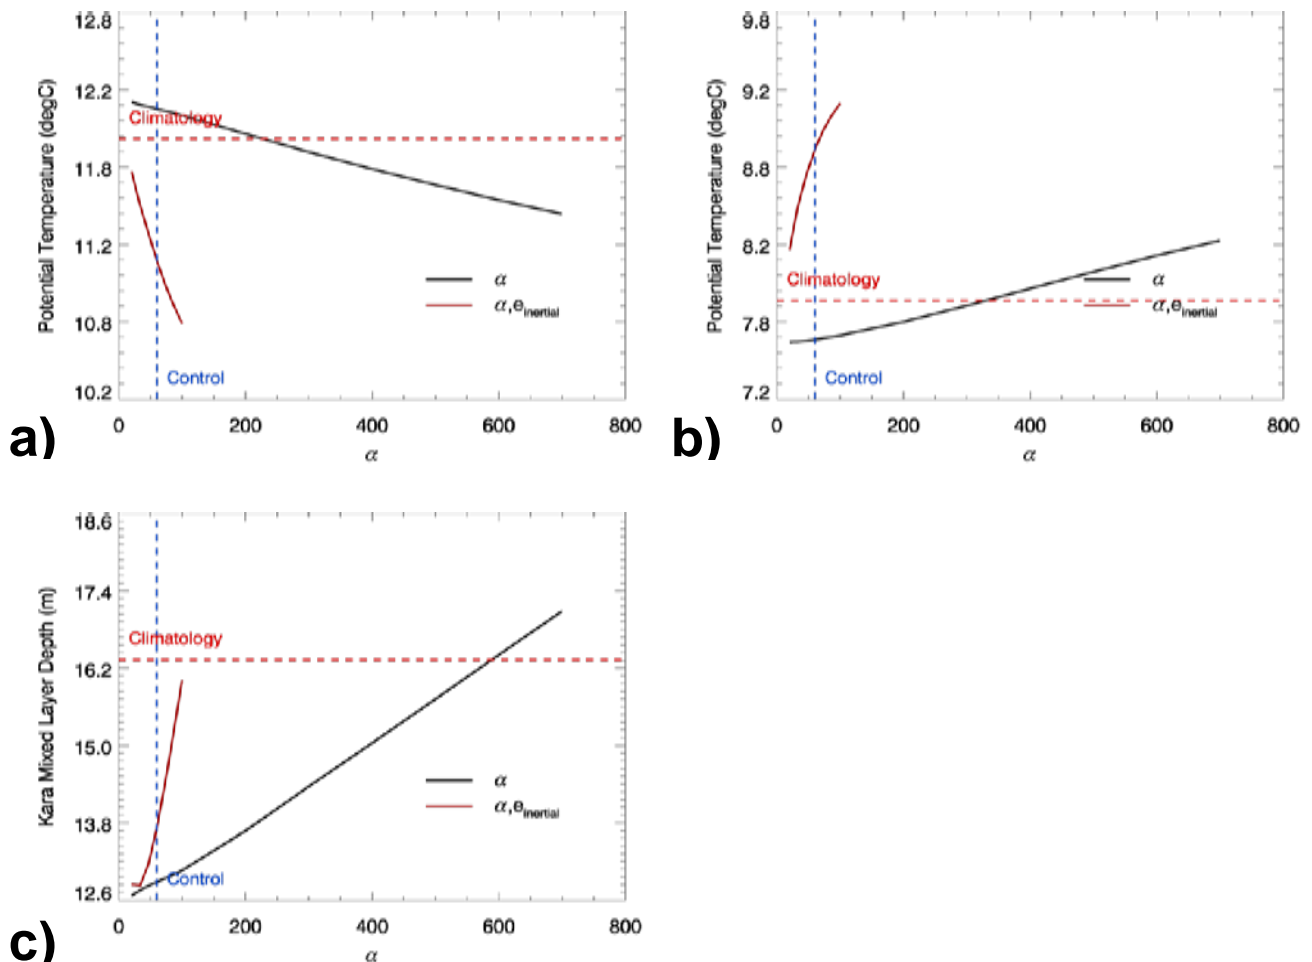 12.8
12.2
11.8
11.2
10.8
10.2
Potential Temperature (degC)
Climatology
α
α,e_inertial
Control
0 200 400 600 800
α
a)
9.8
9.2
8.8
8.2
7.8
7.2
Potential Temperature (degC)
Climatology
α
α,e_inertial
Control
0 200 400 600 800
α
b)
18.6
17.4
16.2
15.0
13.8
12.6
Kara Mixed Layer Depth (m)
Climatology
α
α,e_inertial
Control
0 200 400 600 800
α
c)